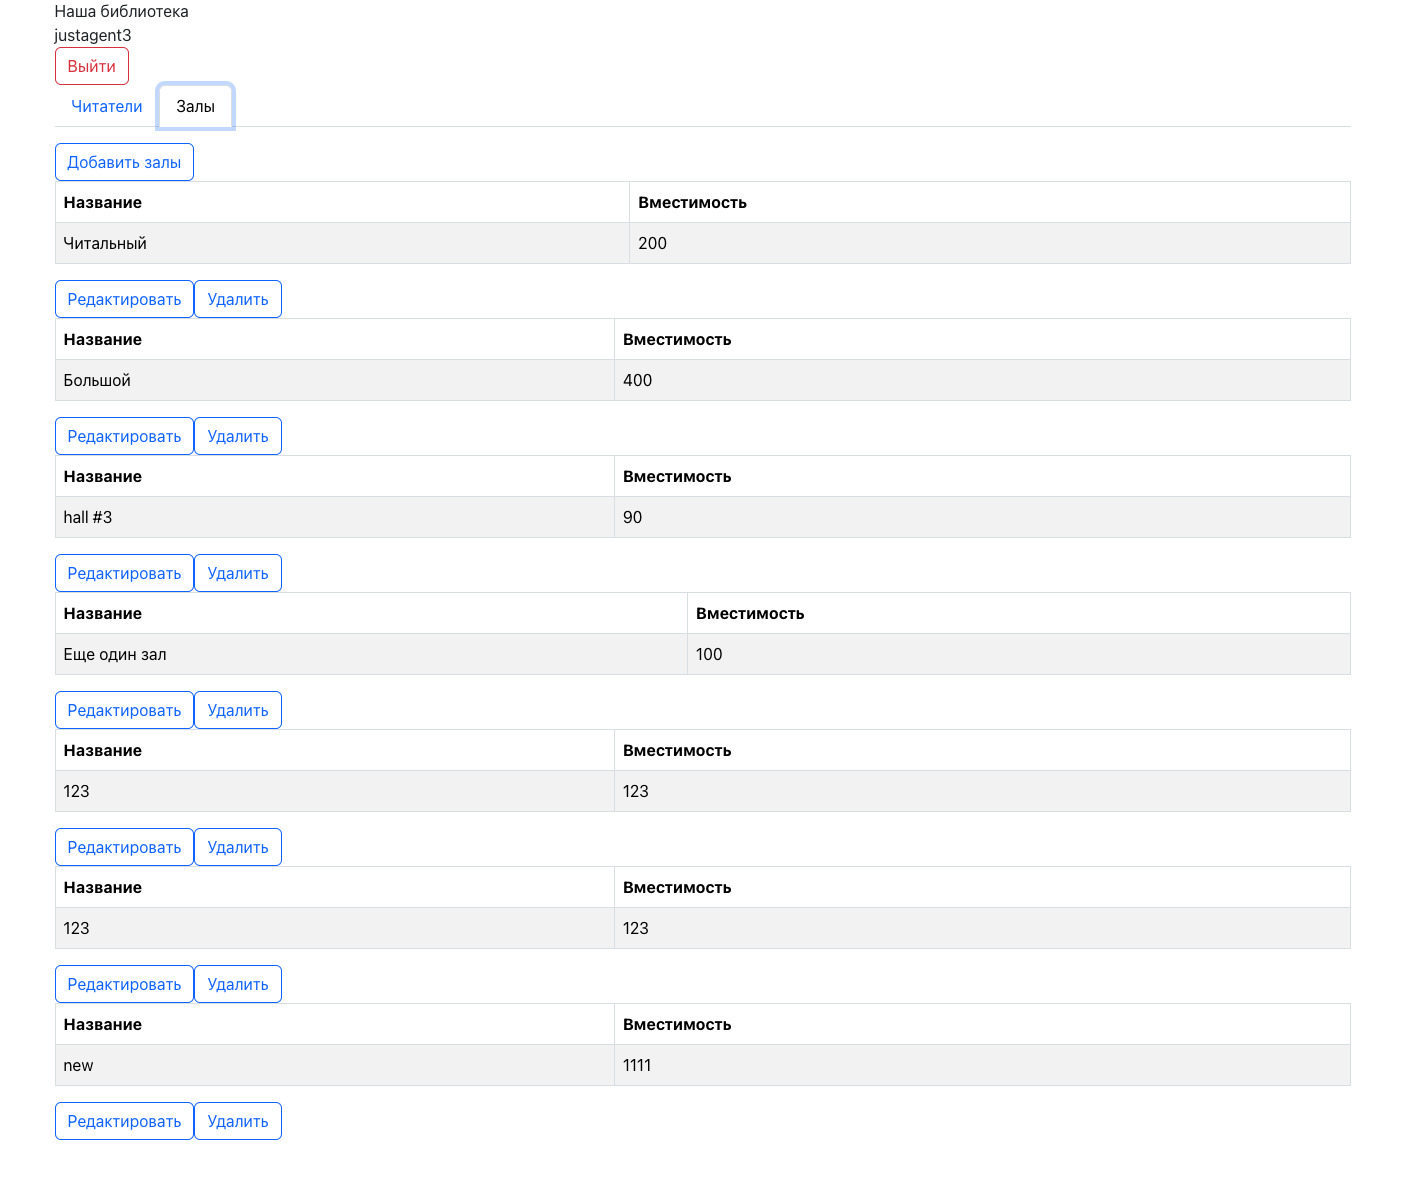 Наша библиотека
justagent3
Выйти
Читатели Залы
Добавить залы
Название Вместимость
Читальный 200
Редактировать Удалить
Название Вместимость
Большой 400
Редактировать Удалить
Название Вместимость
hall #3 90
Редактировать Удалить
Название Вместимость
Еще один зал 100
Редактировать Удалить
Название Вместимость
123 123
Редактировать Удалить
Название Вместимость
123 123
Редактировать Удалить
Название Вместимость
new 1111
Редактировать Удалить